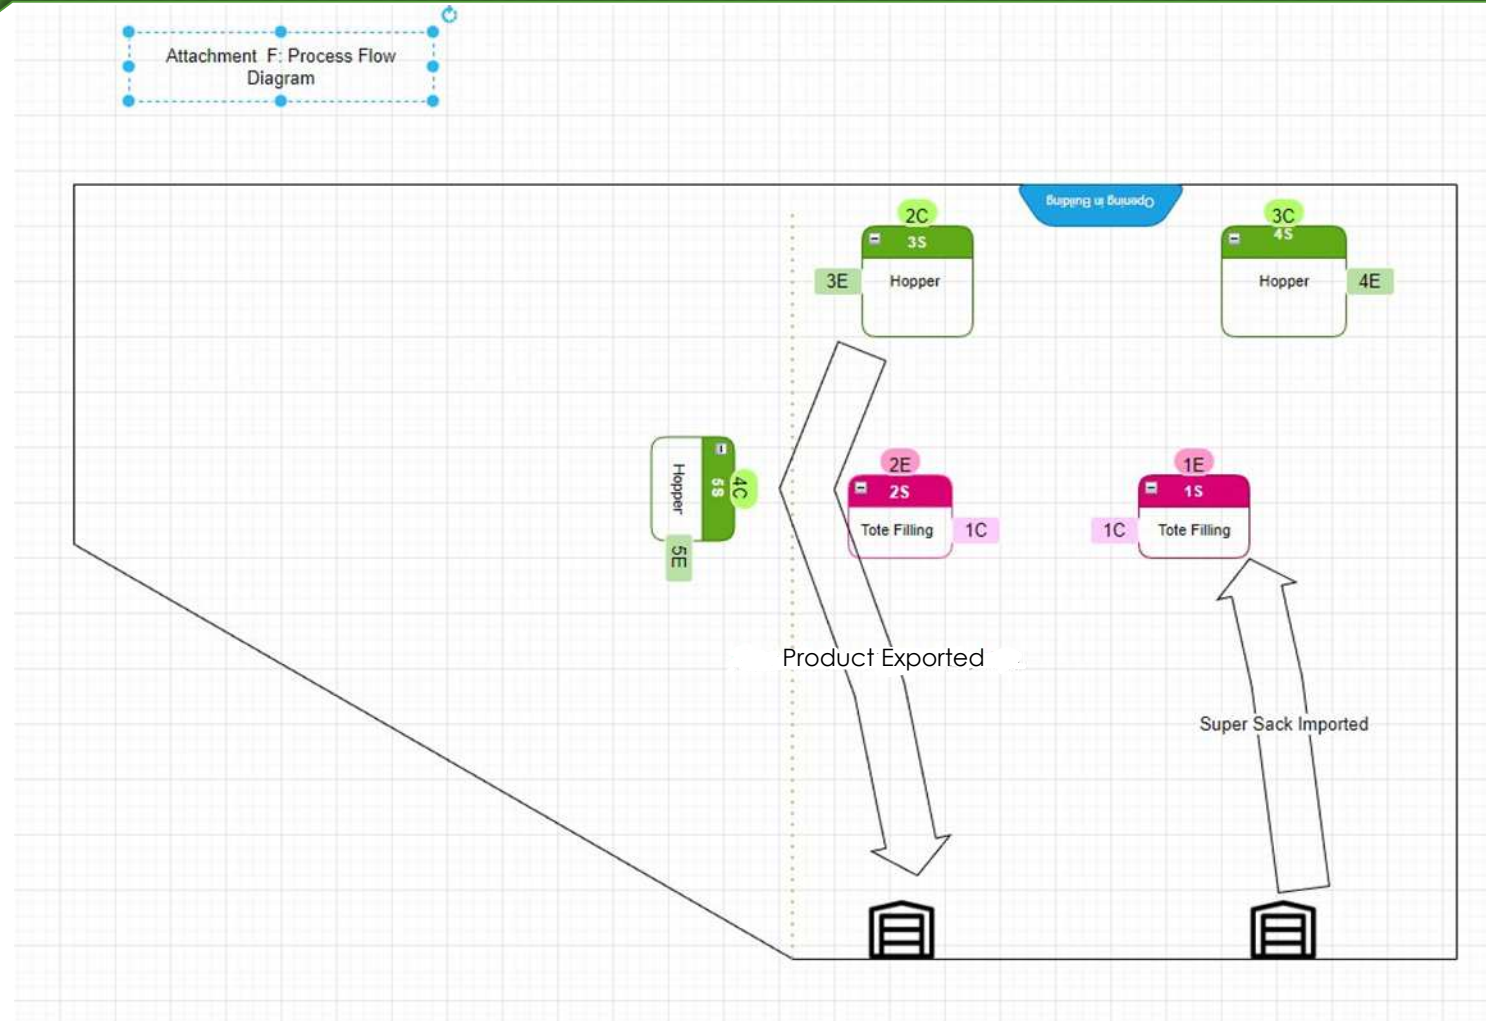 Attachment F: Process Flow
Diagram
Opening in Building
2C
3S
3E
Hopper
3C
4S
Hopper
4E
Hopper
5S
4C
5E
2E
2S
Tote Filling
1C
1E
1S
1C
Tote Filling
Product Exported
Super Sack Imported